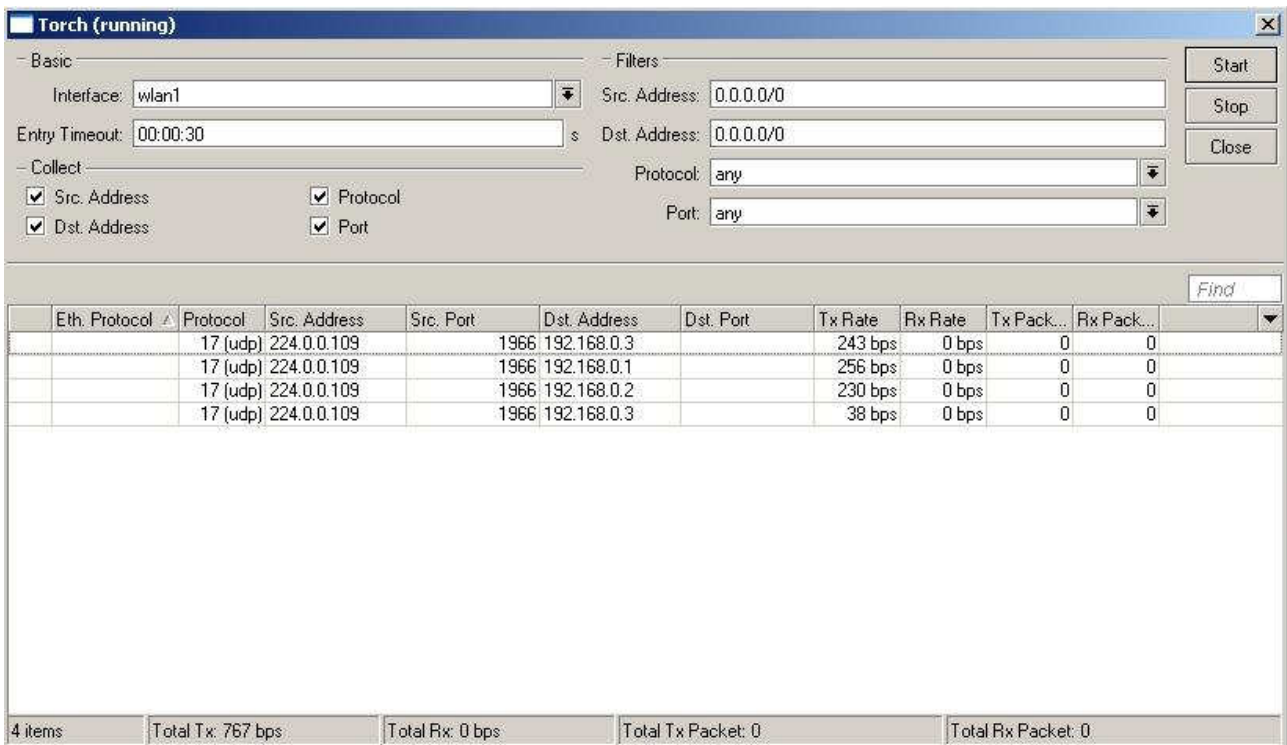 Torch (running)
Basic
Interface: wlan1
Entry Timeout: 00:00:30 s
Collect
Src. Address
Protocol
Dst. Address
Port
Filters
Src. Address: 0.0.0.0/0
Dst. Address: 0.0.0.0/0
Protocol: any
Port: any
Start
Stop
Close
Find
Eth. Protocol Protocol Src. Address Src. Port Dst. Address Dst. Port Tx Rate Rx Rate Tx Pack... Rx Pack...
17 (udp) 224.0.0.109 1966 192.168.0.3 243 bps 0 bps 0 0
17 (udp) 224.0.0.109 1966 192.168.0.1 256 bps 0 bps 0 0
17 (udp) 224.0.0.109 1966 192.168.0.2 230 bps 0 bps 0 0
17 (udp) 224.0.0.109 1966 192.168.0.3 38 bps 0 bps 0 0
4 items Total Tx: 767 bps Total Rx: 0 bps Total Tx Packet: 0 Total Rx Packet: 0